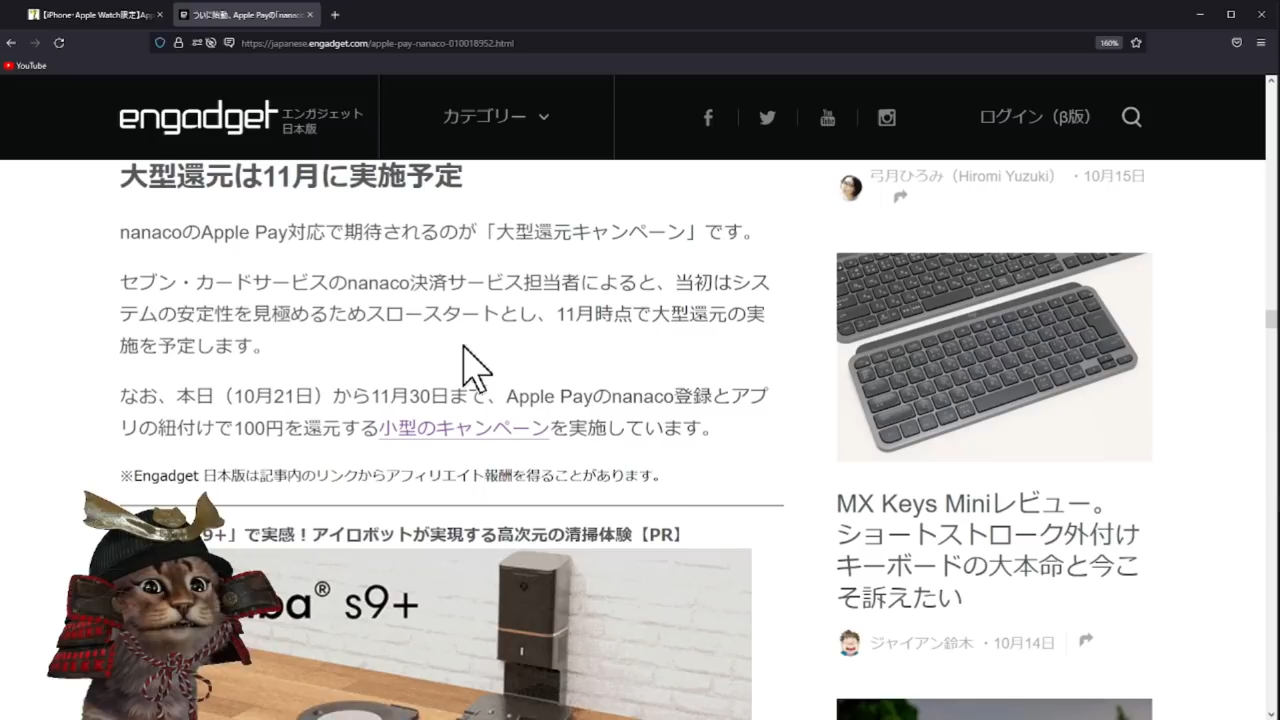 【iPhone・Apple Watch限定】App
ついに始動、Apple Payの「nanaco
https://japanese.engadget.com/apple-pay-nanaco-010018952.html
160%
YouTube
engadget
エンガジェット
日本版
カテゴリー
ログイン（β版）
大型還元は11月に実施予定
nanacoのApple Pay対応で期待されるのが「大型還元キャンペーン」です。
セブン・カードサービスのnanaco決済サービス担当者によると、当初はシス
テムの安定性を見極めるためスロースタートとし、11月時点で大型還元の実
施を予定します。
なお、本日（10月21日）から11月30日まで、Apple Payのnanaco登録とアプ
リの紐付けで100円を還元する小型のキャンペーンを実施しています。
※Engadget 日本版は記事内のリンクからアフィリエイト報酬を得ることがあります。
9+」で実感！アイロボットが実現する高次元の清掃体験【PR】
ba® s9+
弓月ひろみ（Hiromi Yuzuki）・10月15日
MX Keys Miniレビュー。
ショートストローク外付け
キーボードの大本命と今こ
そ訴えたい
ジャイアン鈴木・10月14日